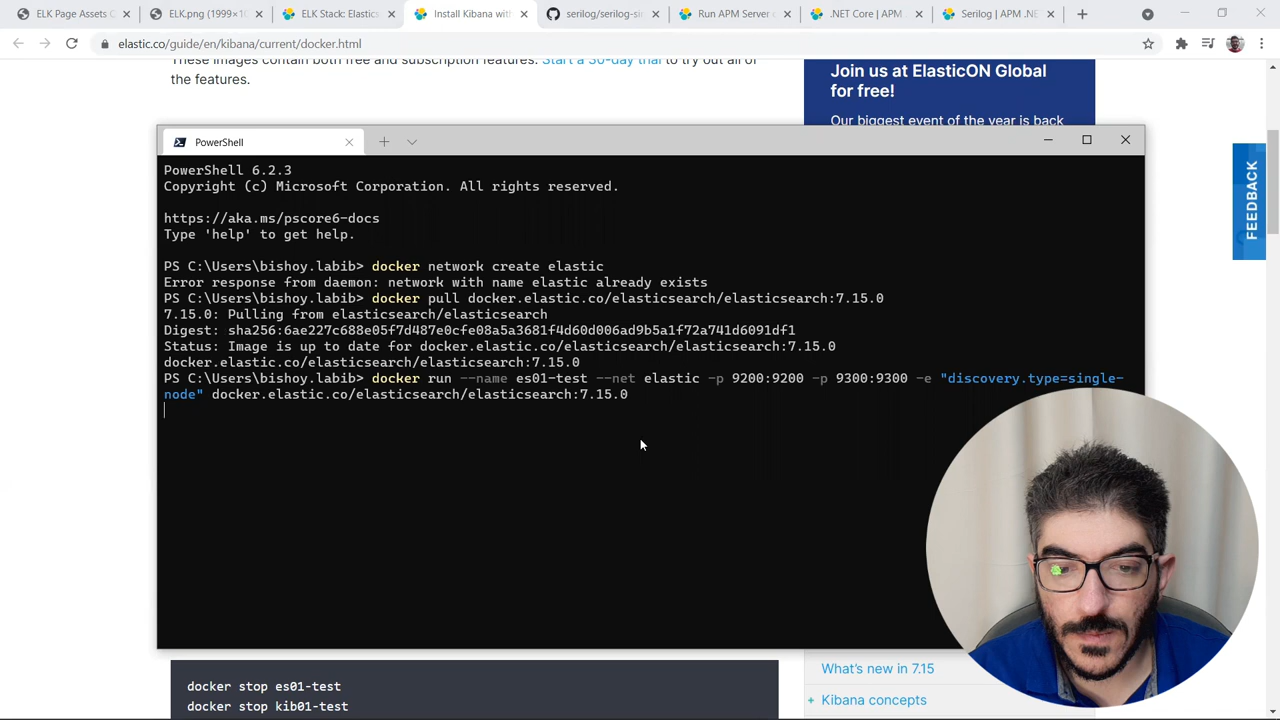 ELK Page Assets C
ELK.png (1999×10
ELK Stack: Elastics
Install Kibana with
serilog/serilog-sin
Run APM Server o
.NET Core | APM .
Serilog | APM .NE
elastic.co/guide/en/kibana/current/docker.html
These images contain both free and subscription features. Start a 30-day trial to try out all of
the features.
Join us at ElasticON Global
for free!
Our biggest event of the year is back
FEEDBACK
PowerShell
PowerShell 6.2.3
Copyright (c) Microsoft Corporation. All rights reserved.
https://aka.ms/pscore6-docs
Type 'help' to get help.
PS C:\Users\bishoy.labib> docker network create elastic
Error response from daemon: network with name elastic already exists
PS C:\Users\bishoy.labib> docker pull docker.elastic.co/elasticsearch/elasticsearch:7.15.0
7.15.0: Pulling from elasticsearch/elasticsearch
Digest: sha256:6ae227c688e05f7d487e0cfe08a5a3681f4d60d006ad9b5a1f72a741d6091df1
Status: Image is up to date for docker.elastic.co/elasticsearch/elasticsearch:7.15.0
docker.elastic.co/elasticsearch/elasticsearch:7.15.0
PS C:\Users\bishoy.labib> docker run --name es01-test --net elastic -p 9200:9200 -p 9300:9300 -e "discovery.type=single-
node" docker.elastic.co/elasticsearch/elasticsearch:7.15.0
docker stop es01-test
docker stop kib01-test
What's new in 7.15
+ Kibana concepts